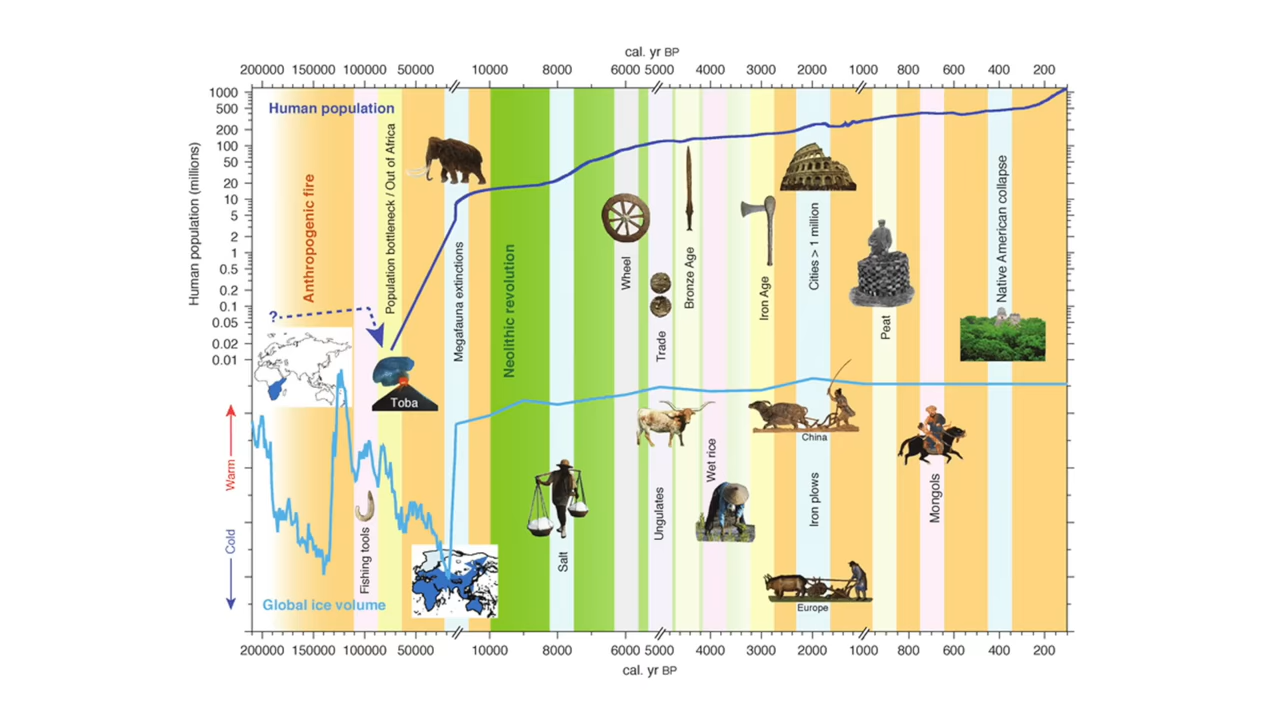 cal. yr BP
200000 150000 100000 50000 10000 8000 6000 5000 4000 3000 2000 1000 800 600 400 200
Human population (millions)
1000
500
200
100
50
20
10
5
2
1
0.5
0.2
0.1
0.05
0.02
0.01
Human population
Anthropogenic fire
Population bottleneck / Out of Africa
Megafauna extinctions
Neolithic revolution
Wheel
Trade
Bronze Age
Iron Age
Cities > 1 million
Peat
Native American collapse
?
Toba
Warm
Cold
Fishing tools
Salt
Ungulates
Wet rice
China
Iron plows
Europe
Mongols
Global ice volume
200000 150000 100000 50000 10000 8000 6000 5000 4000 3000 2000 1000 800 600 400 200
cal. yr BP